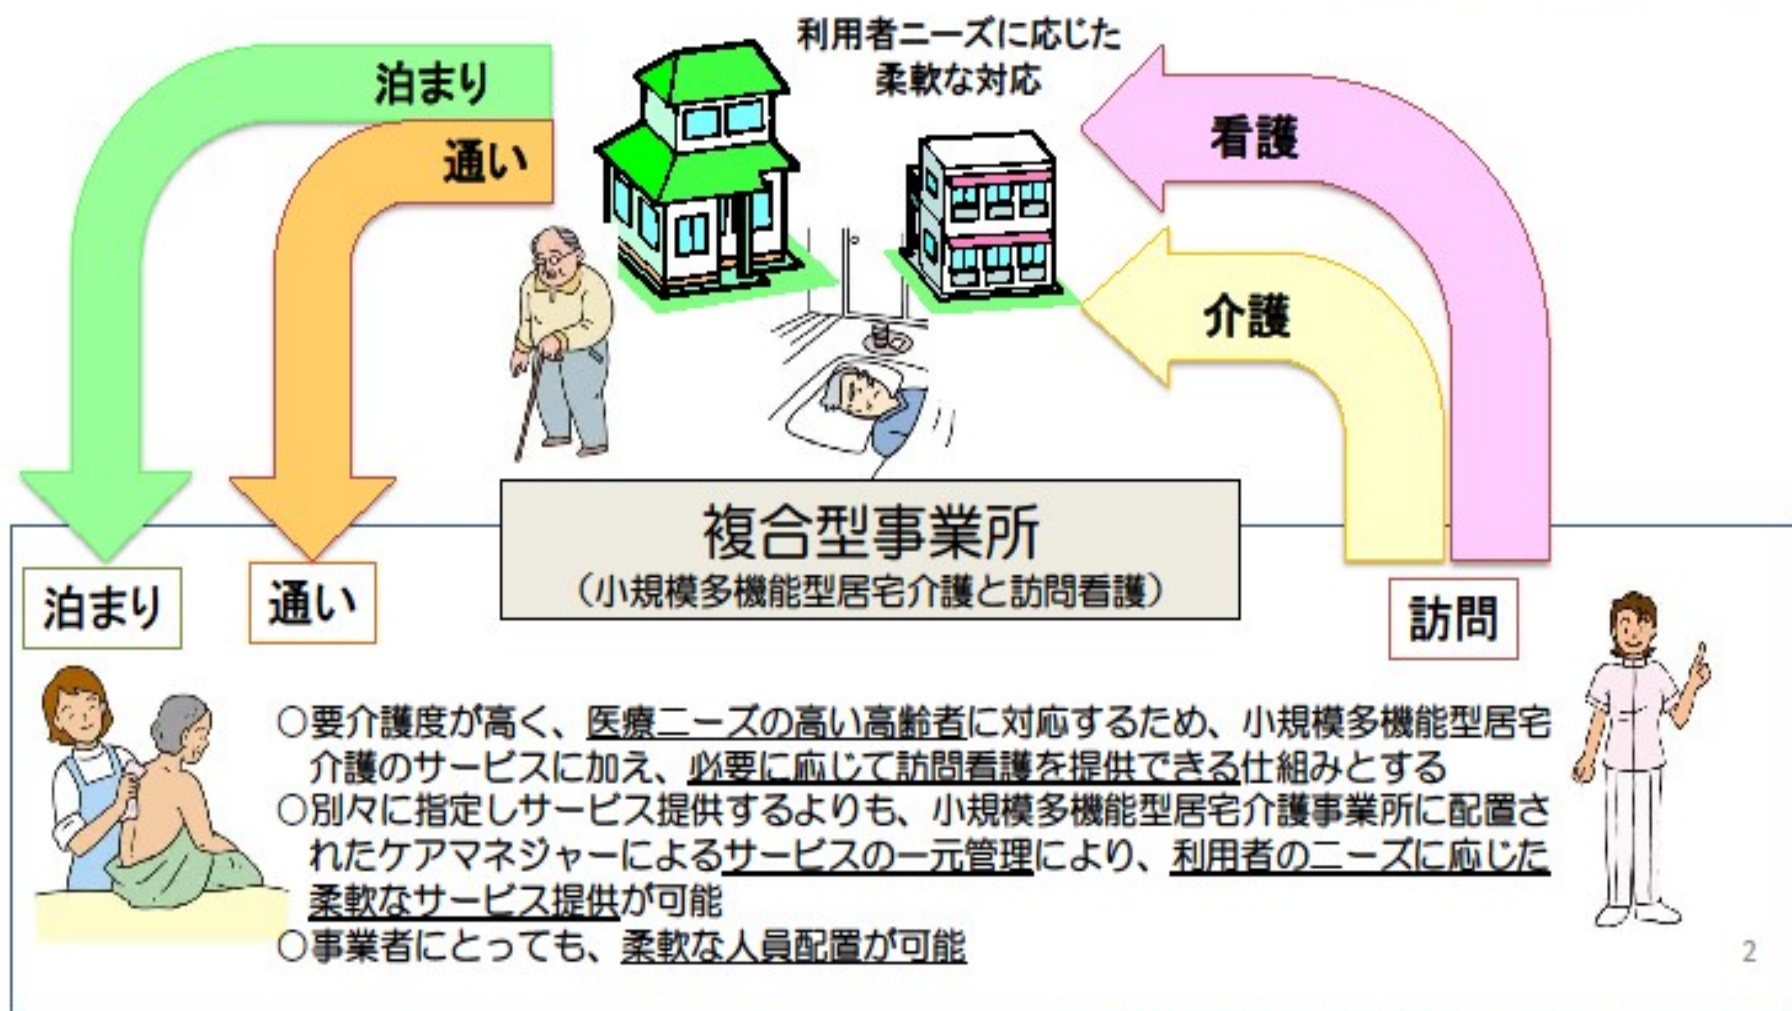 利用者ニーズに応じた
柔軟な対応
泊まり
通い
看護
介護
複合型事業所
（小規模多機能型居宅介護と訪問看護）
泊まり
通い
訪問
○要介護度が高く、医療ニーズの高い高齢者に対応するため、小規模多機能型居宅
介護のサービスに加え、必要に応じて訪問看護を提供できる仕組みとする
○別々に指定しサービス提供するよりも、小規模多機能型居宅介護事業所に配置さ
れたケアマネジャーによるサービスの一元管理により、利用者のニーズに応じた
柔軟なサービス提供が可能
○事業者にとっても、柔軟な人員配置が可能
2